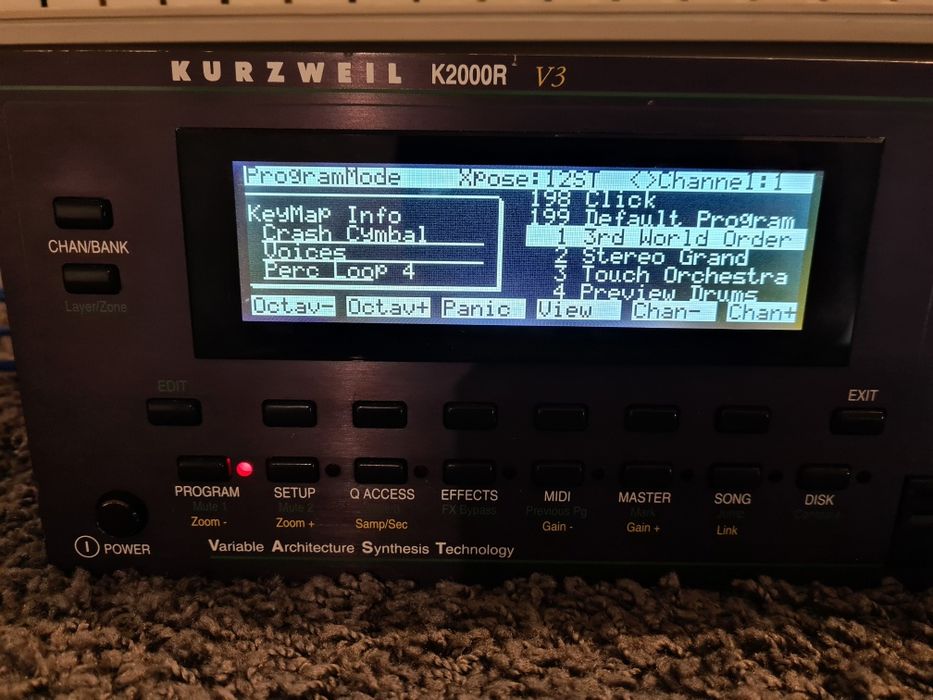 KURZWEIL K2000R V3
ProgramMode Xpose:12ST <>Channel:1
198 Click
KeyMap Info
199 Default Program
Crash Cymbal
1 3rd World Order
Voices
2 Stereo Grand
Perc Loop 4
3 Touch Orchestra
4 Preview Drums
Octav- Octav+ Panic View Chan- Chan+
CHAN/BANK
Layer/Zone
EDIT
EXIT
PROGRAM SETUP Q ACCESS EFFECTS MIDI MASTER SONG DISK
Mute 1 Mute 2 FX Bypass Previous Pg Mark Jump
Zoom - Zoom + Samp/Sec Gain - Gain + Link
POWER
Variable Architecture Synthesis Technology